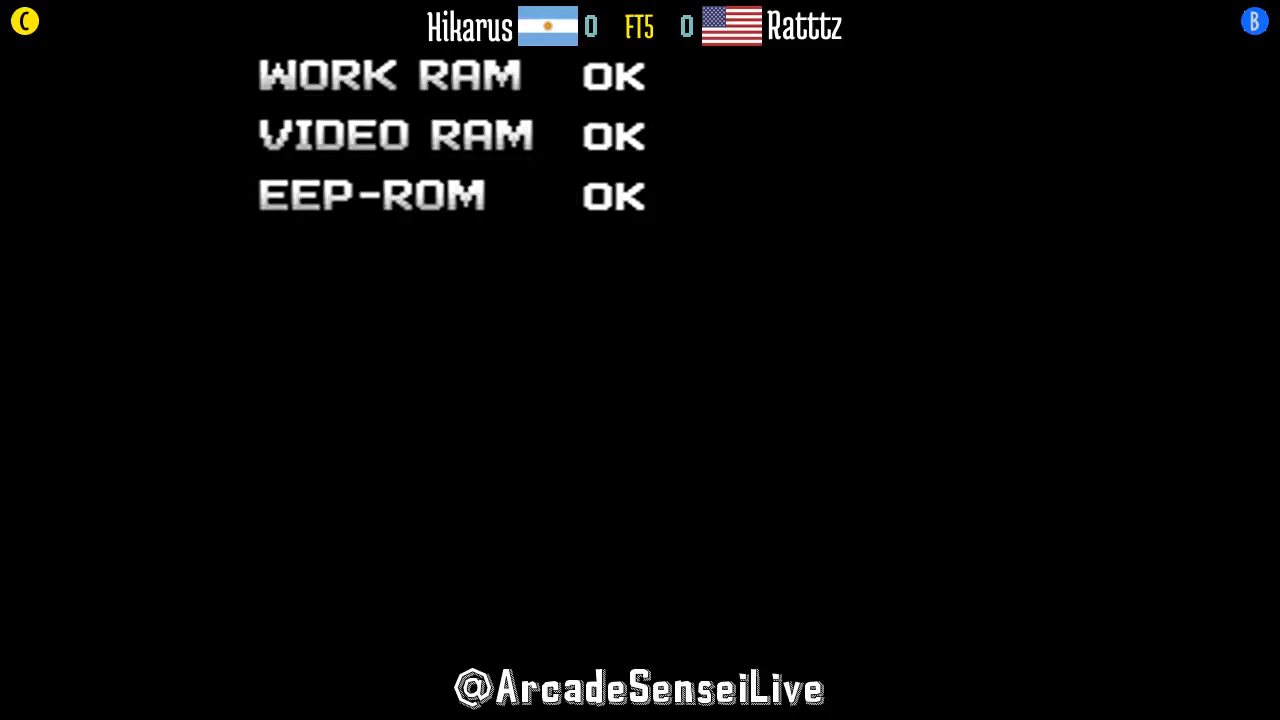 C Hikarus 0 FT5 0 Ratttz B
WORK RAM OK
VIDEO RAM OK
EEP-ROM OK
@ArcadeSenseiLive